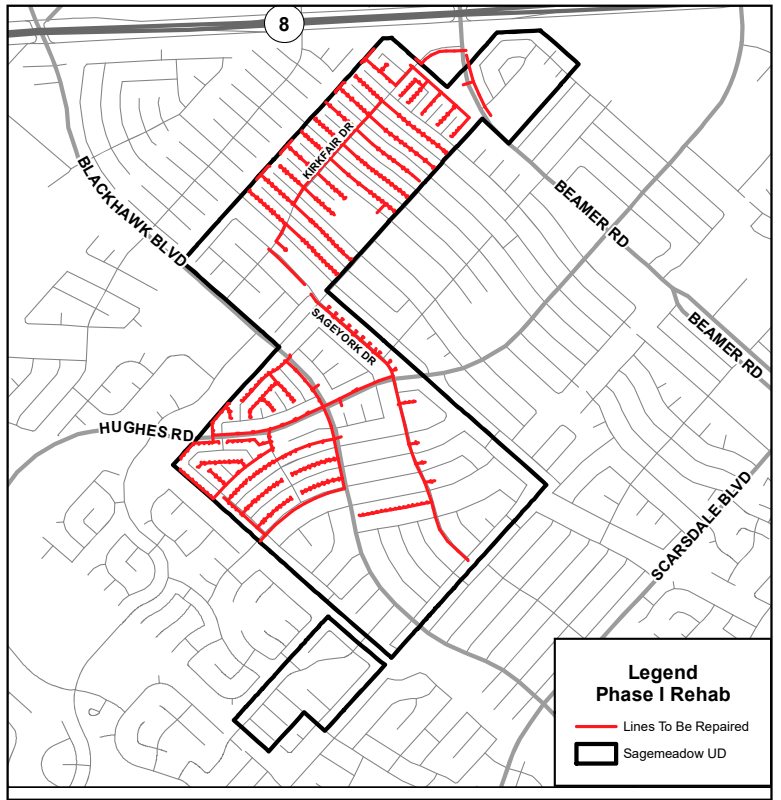 8
KIRKFAIR DR
BLACKHAWK BLVD
BEAMER RD
BEAMER RD
SAGEYORK DR
HUGHES RD
SCARSDALE BLVD
Legend
Phase I Rehab
Lines To Be Repaired
Sagemeadow UD